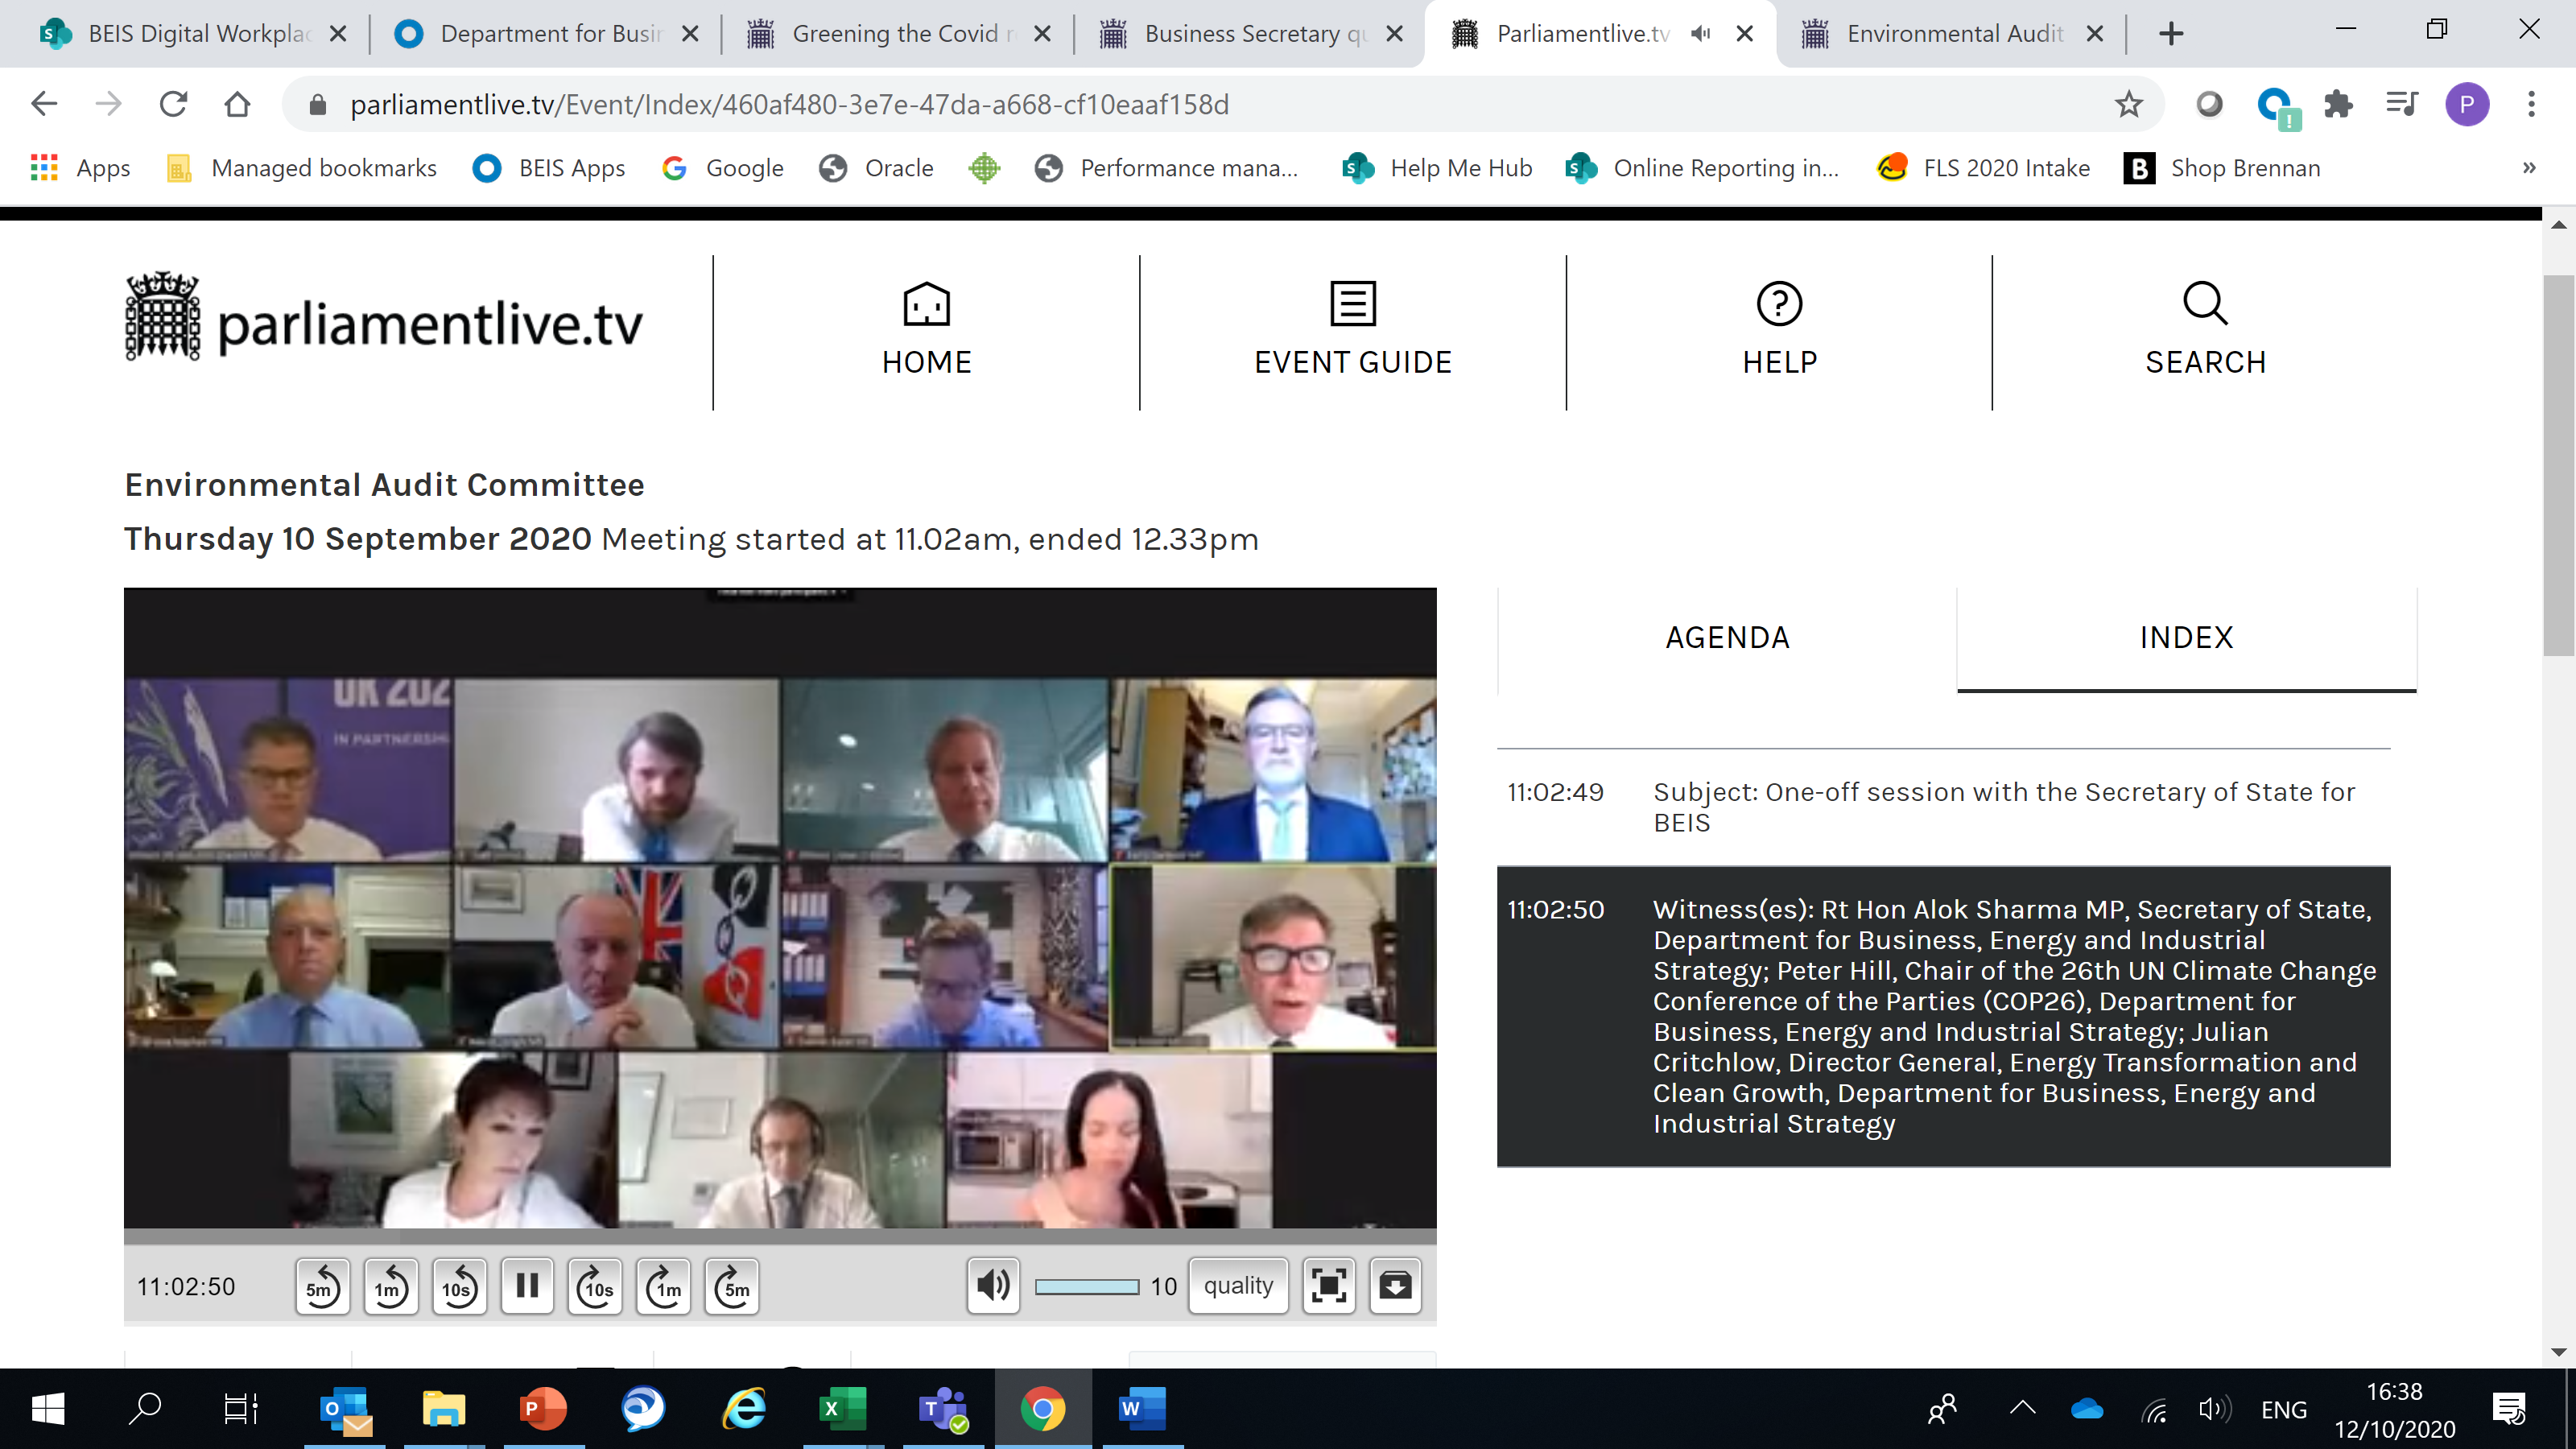 BEIS Digital Workplac
Department for Busin
Greening the Covid r
Business Secretary qu
Parliamentlive.tv
Environmental Audit
parliamentlive.tv/Event/Index/460af480-3e7e-47da-a668-cf10eaaf158d
P
Apps
Managed bookmarks
BEIS Apps
Google
Oracle
Performance mana...
Help Me Hub
Online Reporting in...
FLS 2020 Intake
B Shop Brennan
»
parliamentlive.tv
HOME
EVENT GUIDE
HELP
SEARCH
Environmental Audit Committee
Thursday 10 September 2020 Meeting started at 11.02am, ended 12.33pm
UK 202
IN PARTNERSH
AGENDA
INDEX
11:02:49 Subject: One-off session with the Secretary of State for
BEIS
11:02:50 Witness(es): Rt Hon Alok Sharma MP, Secretary of State,
Department for Business, Energy and Industrial
Strategy; Peter Hill, Chair of the 26th UN Climate Change
Conference of the Parties (COP26), Department for
Business, Energy and Industrial Strategy; Julian
Critchlow, Director General, Energy Transformation and
Clean Growth, Department for Business, Energy and
Industrial Strategy
11:02:50
5m
1m
10s
10s
1m
5m
10
quality
ENG
16:38
12/10/2020